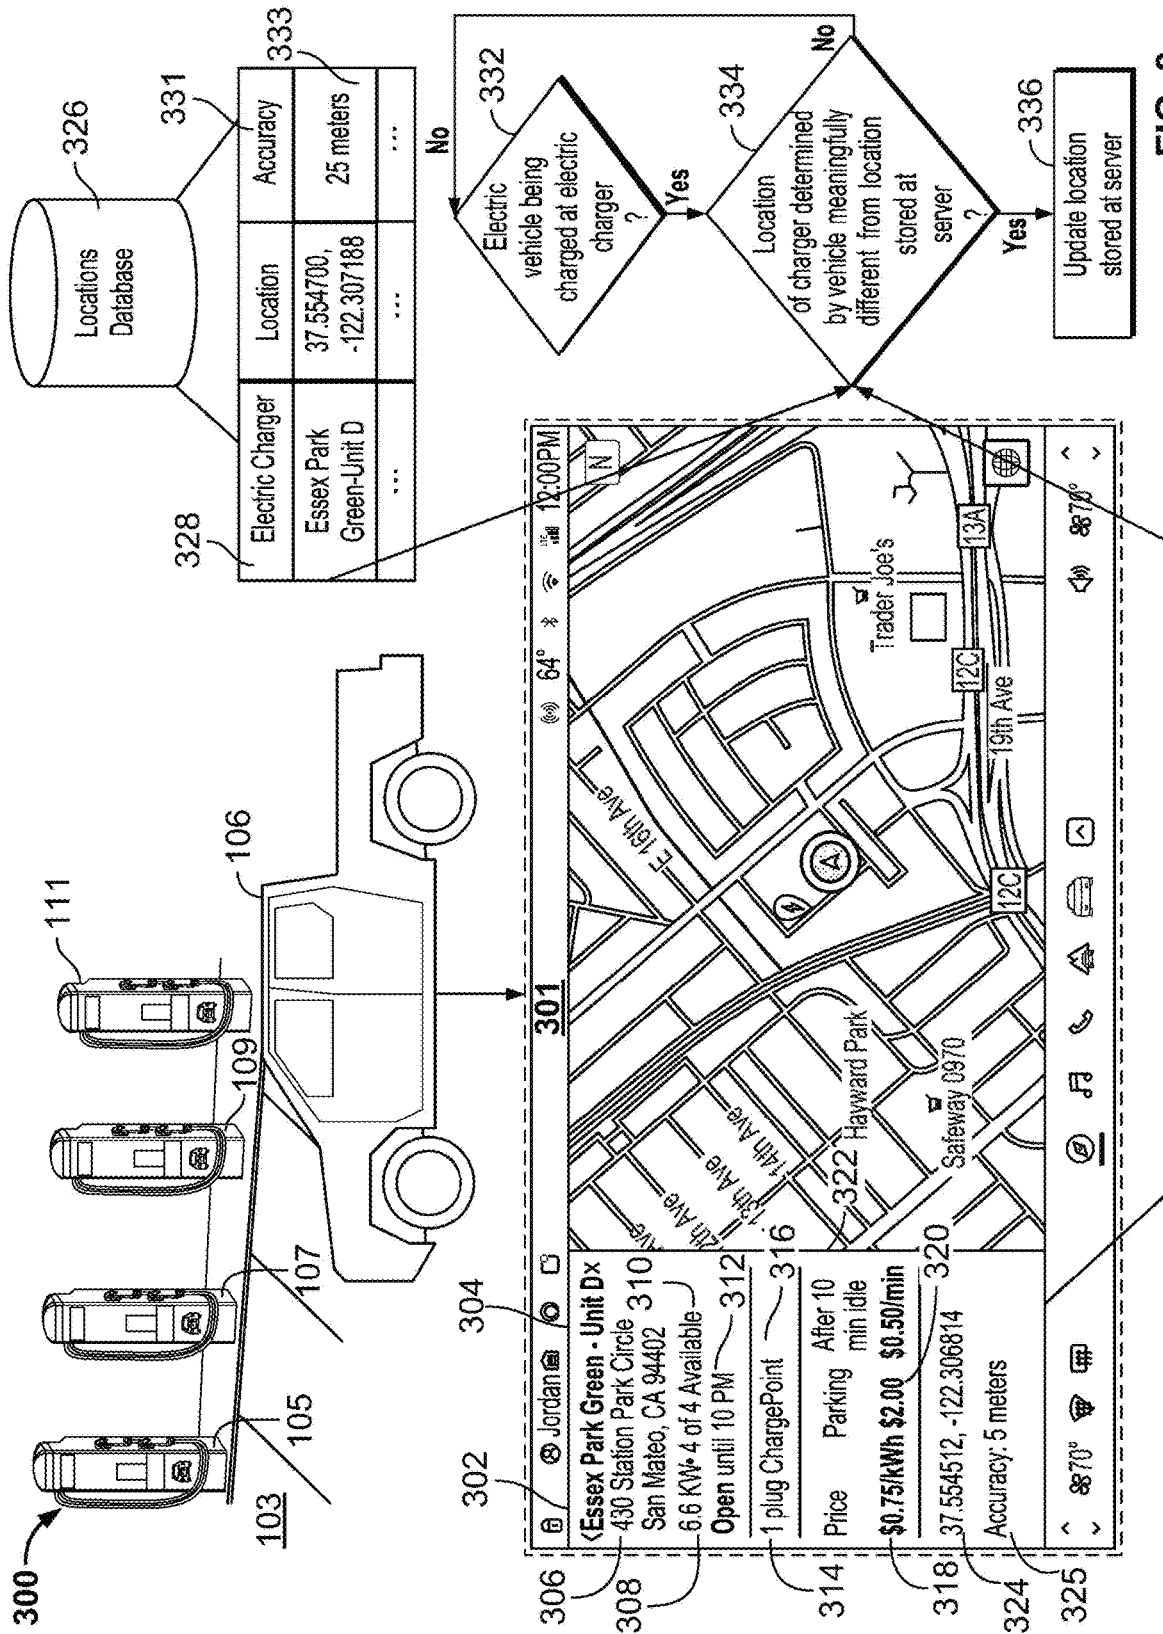 300
103
105
107
109
111
106
326
Locations
Database
328
331
333
Electric Charger
Location
Accuracy
Essex Park
Green-Unit D
37.554700,
-122.307188
25 meters
...
...
...
301
302
304
Jordan
64°
LTE
12:00PM
<Essex Park Green - Unit D×
306
430 Station Park Circle
San Mateo, CA 94402
310
308
6.6 KW• 4 of 4 Available
Open until 10 PM
312
314
1 plug ChargePoint
316
Price
Parking
After 10
min idle
322
318
$0.75/kWh $2.00 $0.50/min
320
324
37.554512, -122.306814
325
Accuracy: 5 meters
N
Ave
2th Ave
13th Ave
14th Ave
E 16th Ave
Hayward Park
Safeway 0970
A
Trader Joe's
12C
12C
13A
19th Ave
70°
70°
332
Electric
vehicle being
charged at electric
charger
?
No
Yes
334
Location
of charger determined
by vehicle meaningfully
different from location
stored at
server
?
No
Yes
336
Update location
stored at server